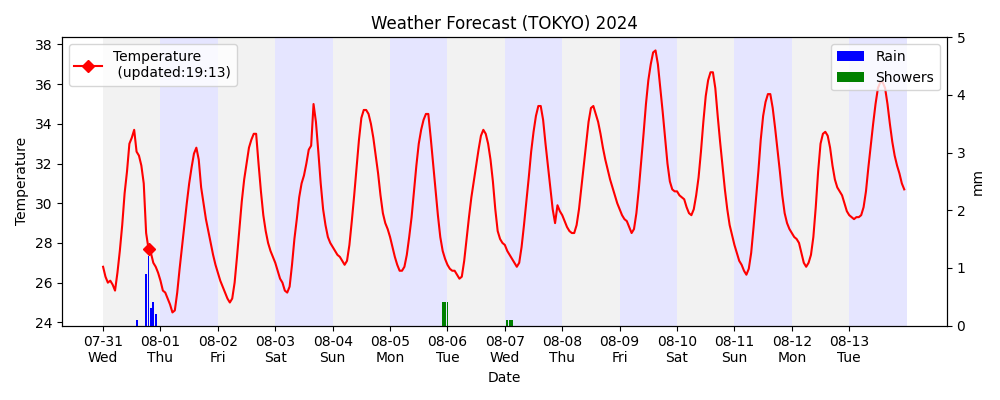 Weather Forecast (TOKYO) 2024
Temperature
(updated:19:13)
Rain
Showers
Temperature
38
36
34
32
30
28
26
24
5
4
3
2
1
0
mm
07-31 08-01 08-02 08-03 08-04 08-05 08-06 08-07 08-08 08-09 08-10 08-11 08-12 08-13
Wed Thu Fri Sat Sun Mon Tue Wed Thu Fri Sat Sun Mon Tue
Date